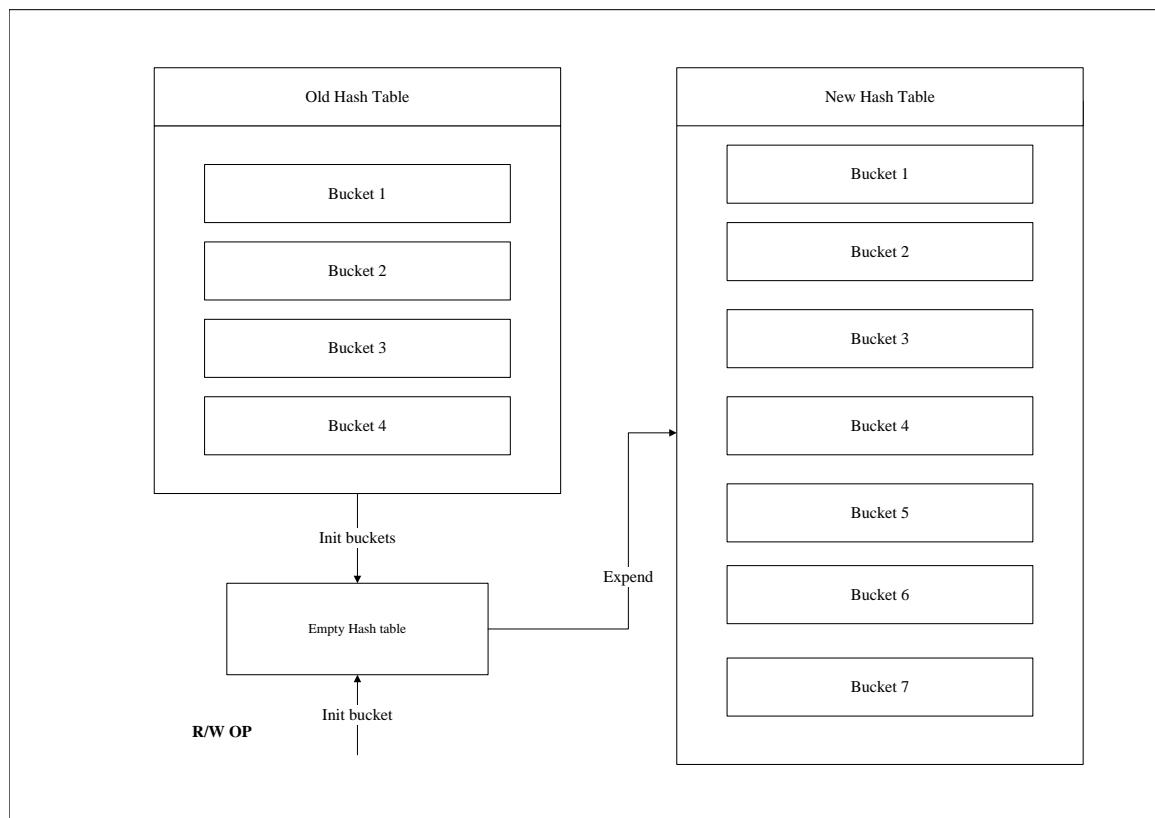 Old Hash Table
Bucket 1
Bucket 2
Bucket 3
Bucket 4
Init buckets
Empty Hash table
Init bucket
R/W OP
Expend
New Hash Table
Bucket 1
Bucket 2
Bucket 3
Bucket 4
Bucket 5
Bucket 6
Bucket 7